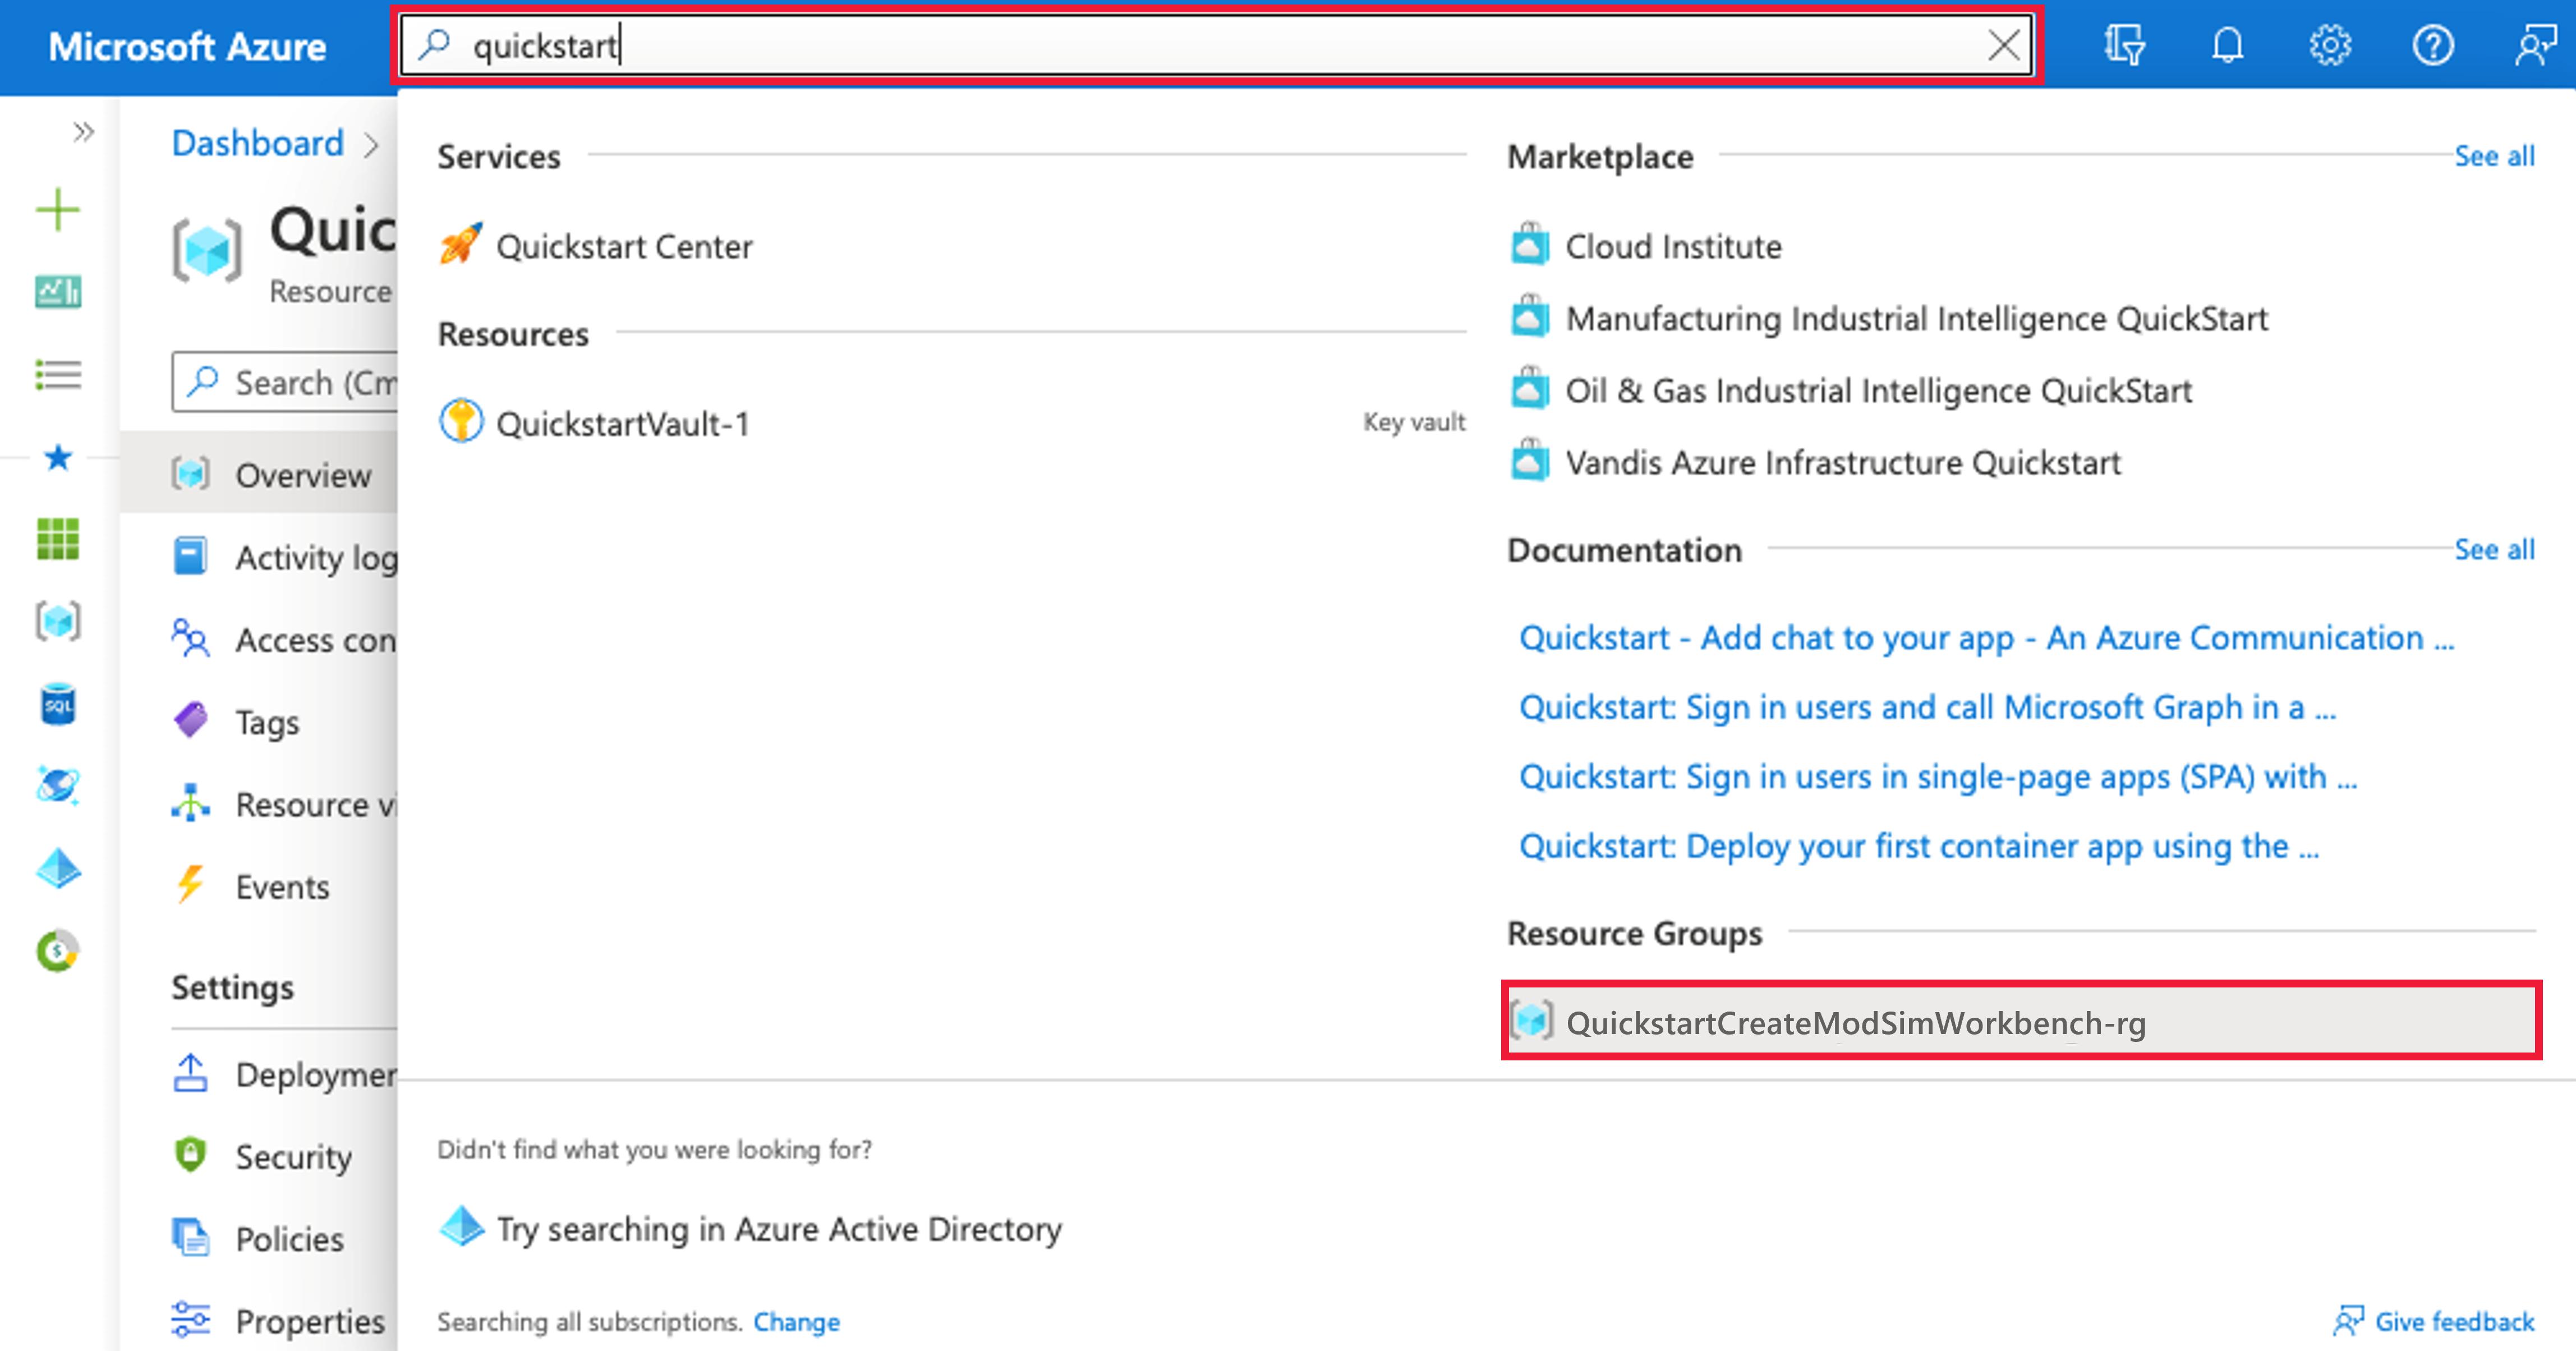 Microsoft Azure
quickstart
Dashboard
Quic
Resource
Search (Cm
Overview
Activity log
Access con
Tags
Resource vi
Events
Settings
Deploymen
Security
Policies
Properties
SQL
Services
Quickstart Center
Resources
QuickstartVault-1 Key vault
Marketplace See all
Cloud Institute
Manufacturing Industrial Intelligence QuickStart
Oil & Gas Industrial Intelligence QuickStart
Vandis Azure Infrastructure Quickstart
Documentation See all
Quickstart - Add chat to your app - An Azure Communication ...
Quickstart: Sign in users and call Microsoft Graph in a ...
Quickstart: Sign in users in single-page apps (SPA) with ...
Quickstart: Deploy your first container app using the ...
Resource Groups
QuickstartCreateModSimWorkbench-rg
Didn't find what you were looking for?
Try searching in Azure Active Directory
Searching all subscriptions. Change
Give feedback